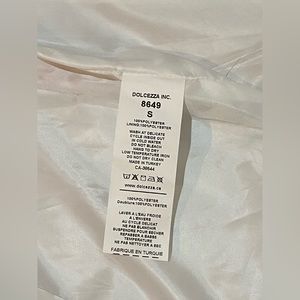 DOLCEZZA INC.
8649
S
100%POLYESTER
LINING:100%POLYESTER
WASH AT DELICATE
CYCLE INSIDE OUT
IN COLD WATER
DO NOT BLEACH
HANG TO DRY
LOW TEMPERATURE IRON
DO NOT DRY CLEAN
MADE IN TURKEY
CA-30644
www.dolcezza.ca
100%POLYESTER
Doublure:100%POLYESTER
LAVER A L'EAU FROIDE
A L'ENVERS
AU CYCLE DELICAT
NE PAS BLANCHIR
SUSPENDRE POUR SECHER
REPASSER A BASSE
TEMPERATURE
NE PAS NETTOYER A SEC
FABRIQUE EN TURQUIE